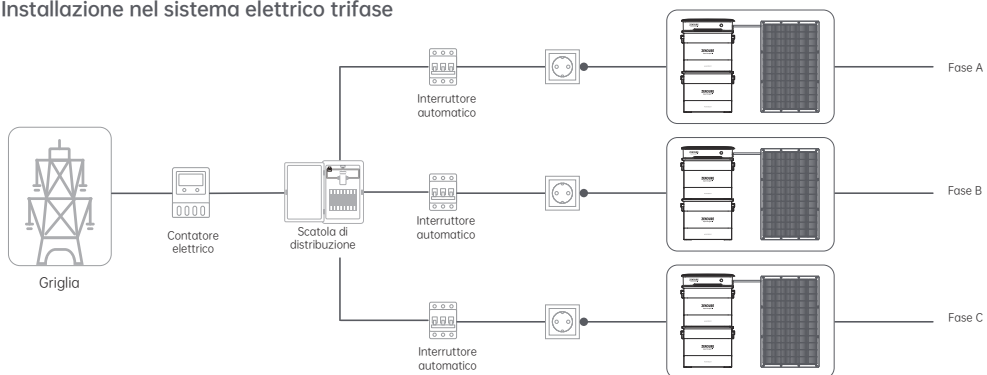 Installazione nel sistema elettrico trifase
Interruttore
automatico
Fase A
Griglia
Contatore
elettrico
Scatola di
distribuzione
Interruttore
automatico
Fase B
Interruttore
automatico
Fase C